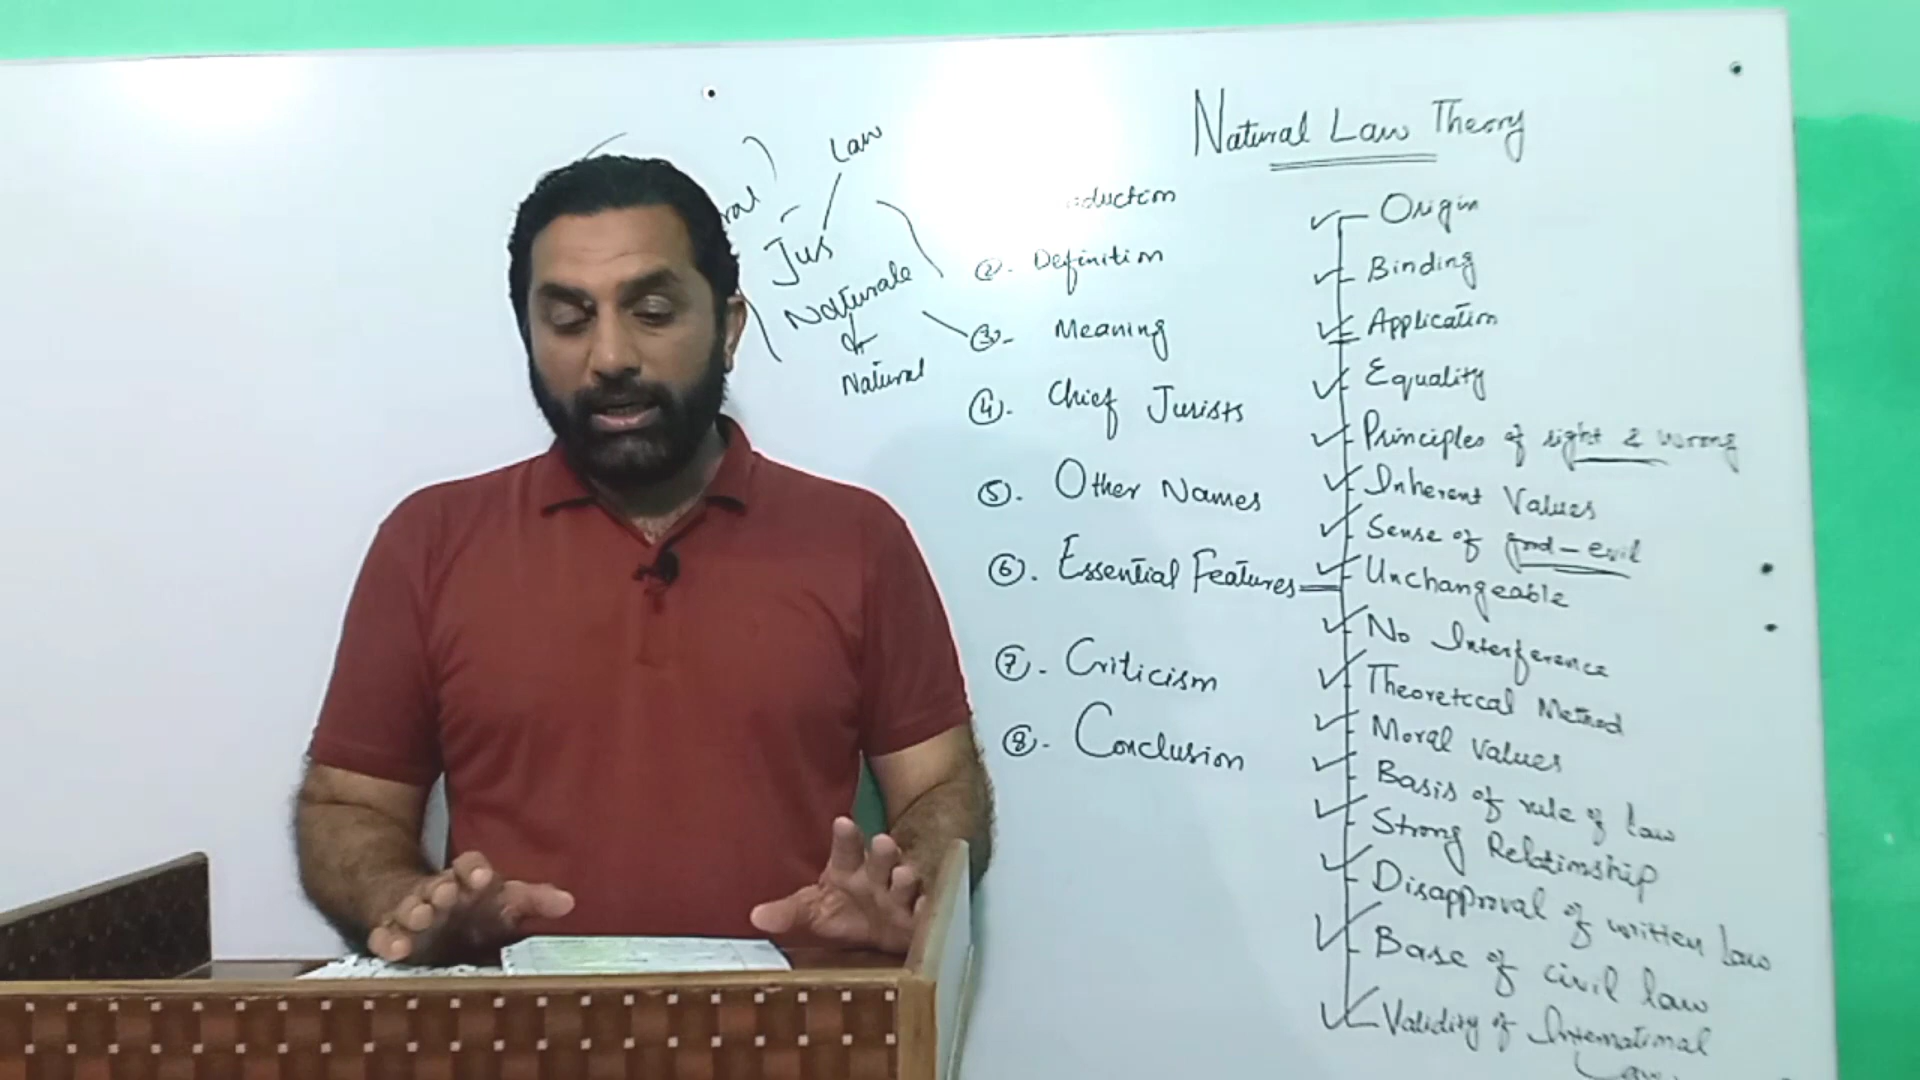 Natural Law Theory
Law
Jus
Naturale
Natural
②. Definition
③- Meaning
④. Chief Jurists
⑤. Other Names
⑥. Essential Features
⑦- Criticism
⑧- Conclusion
Origin
Binding
Application
Equality
Principles of right & wrong
Inherent Values
Sense of good-evil
Unchangeable
No Interference
Theoretical Method
Moral Values
Basis of rule of law
Strong Relationship
Disapproval of written law
Base of civil law
Validity of International
Law